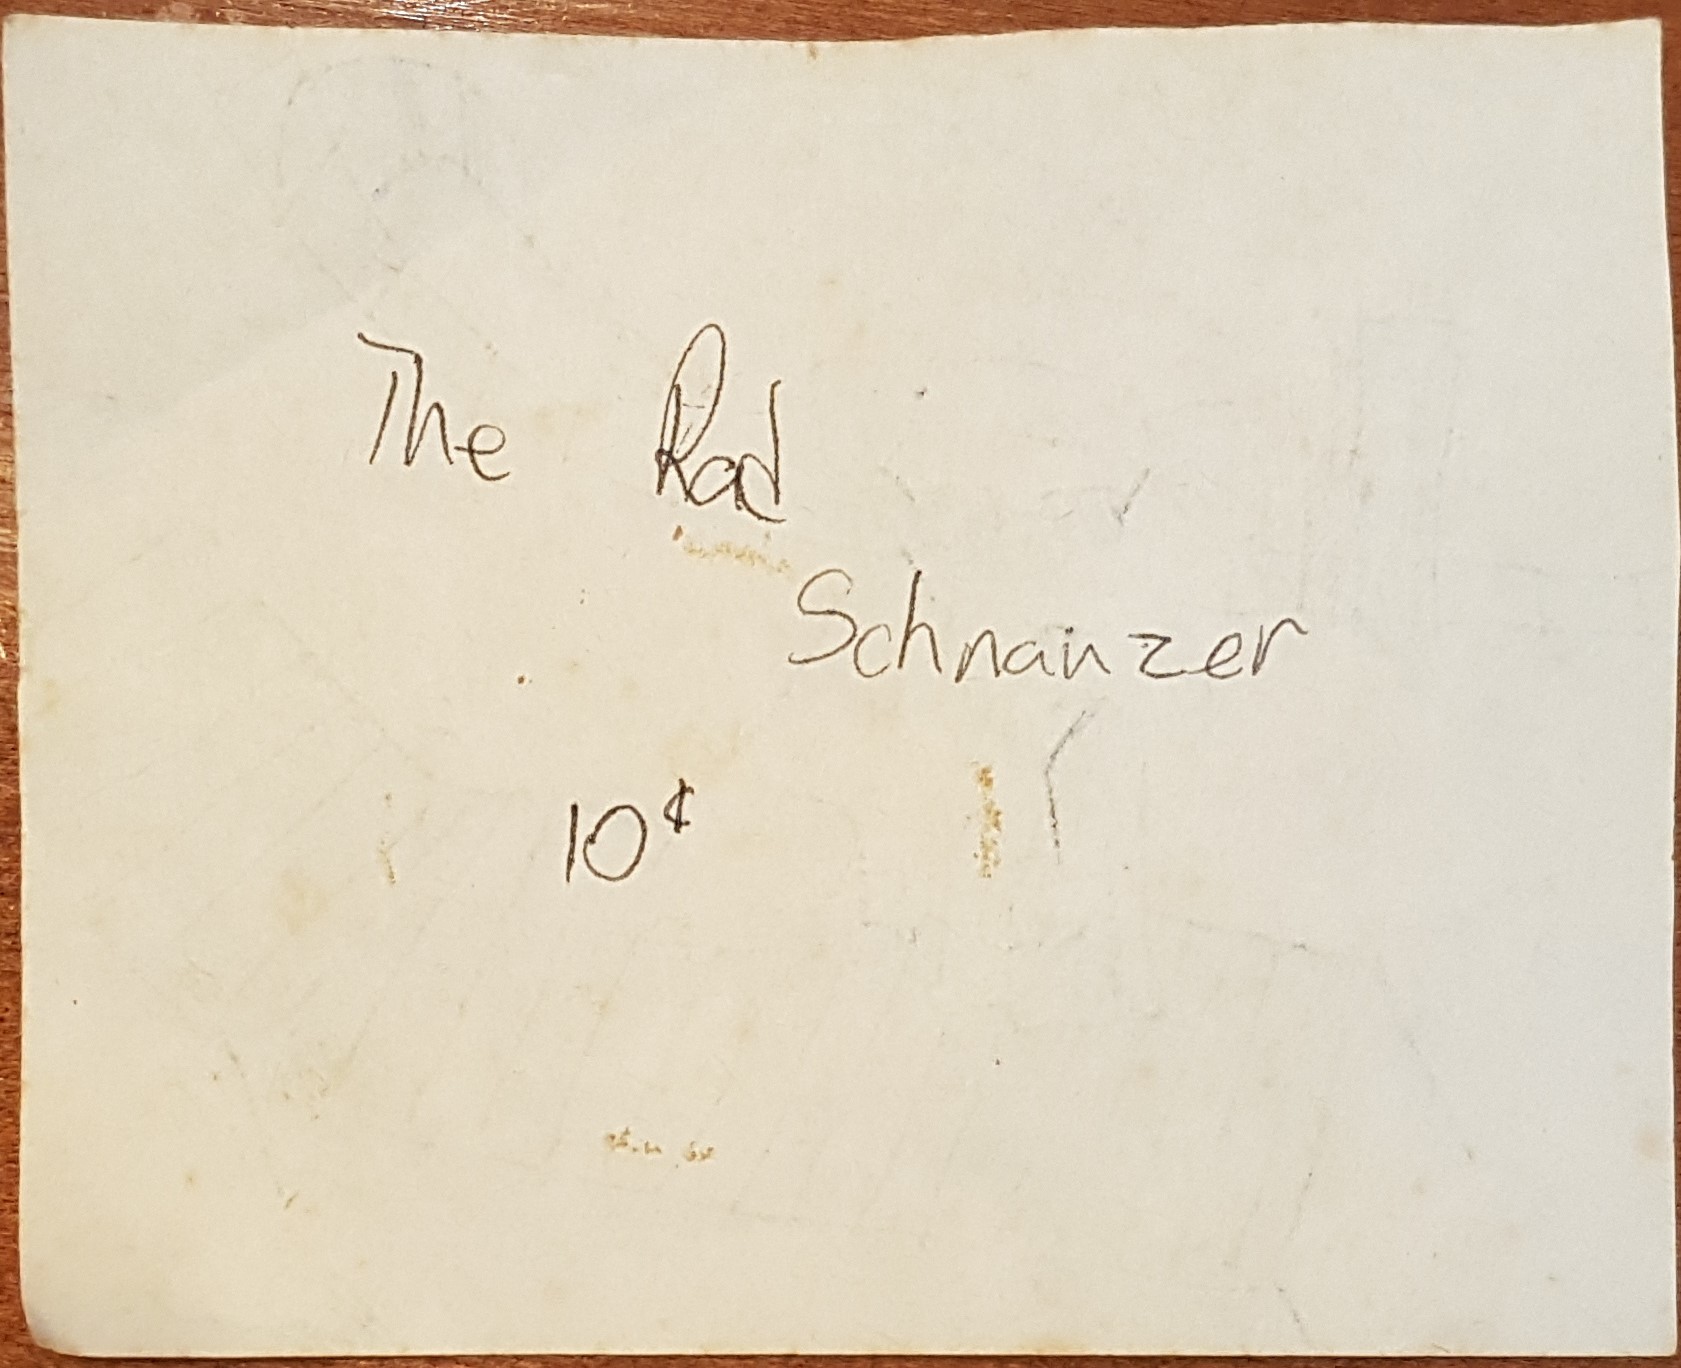 The Rad
Schnanzer
10¢